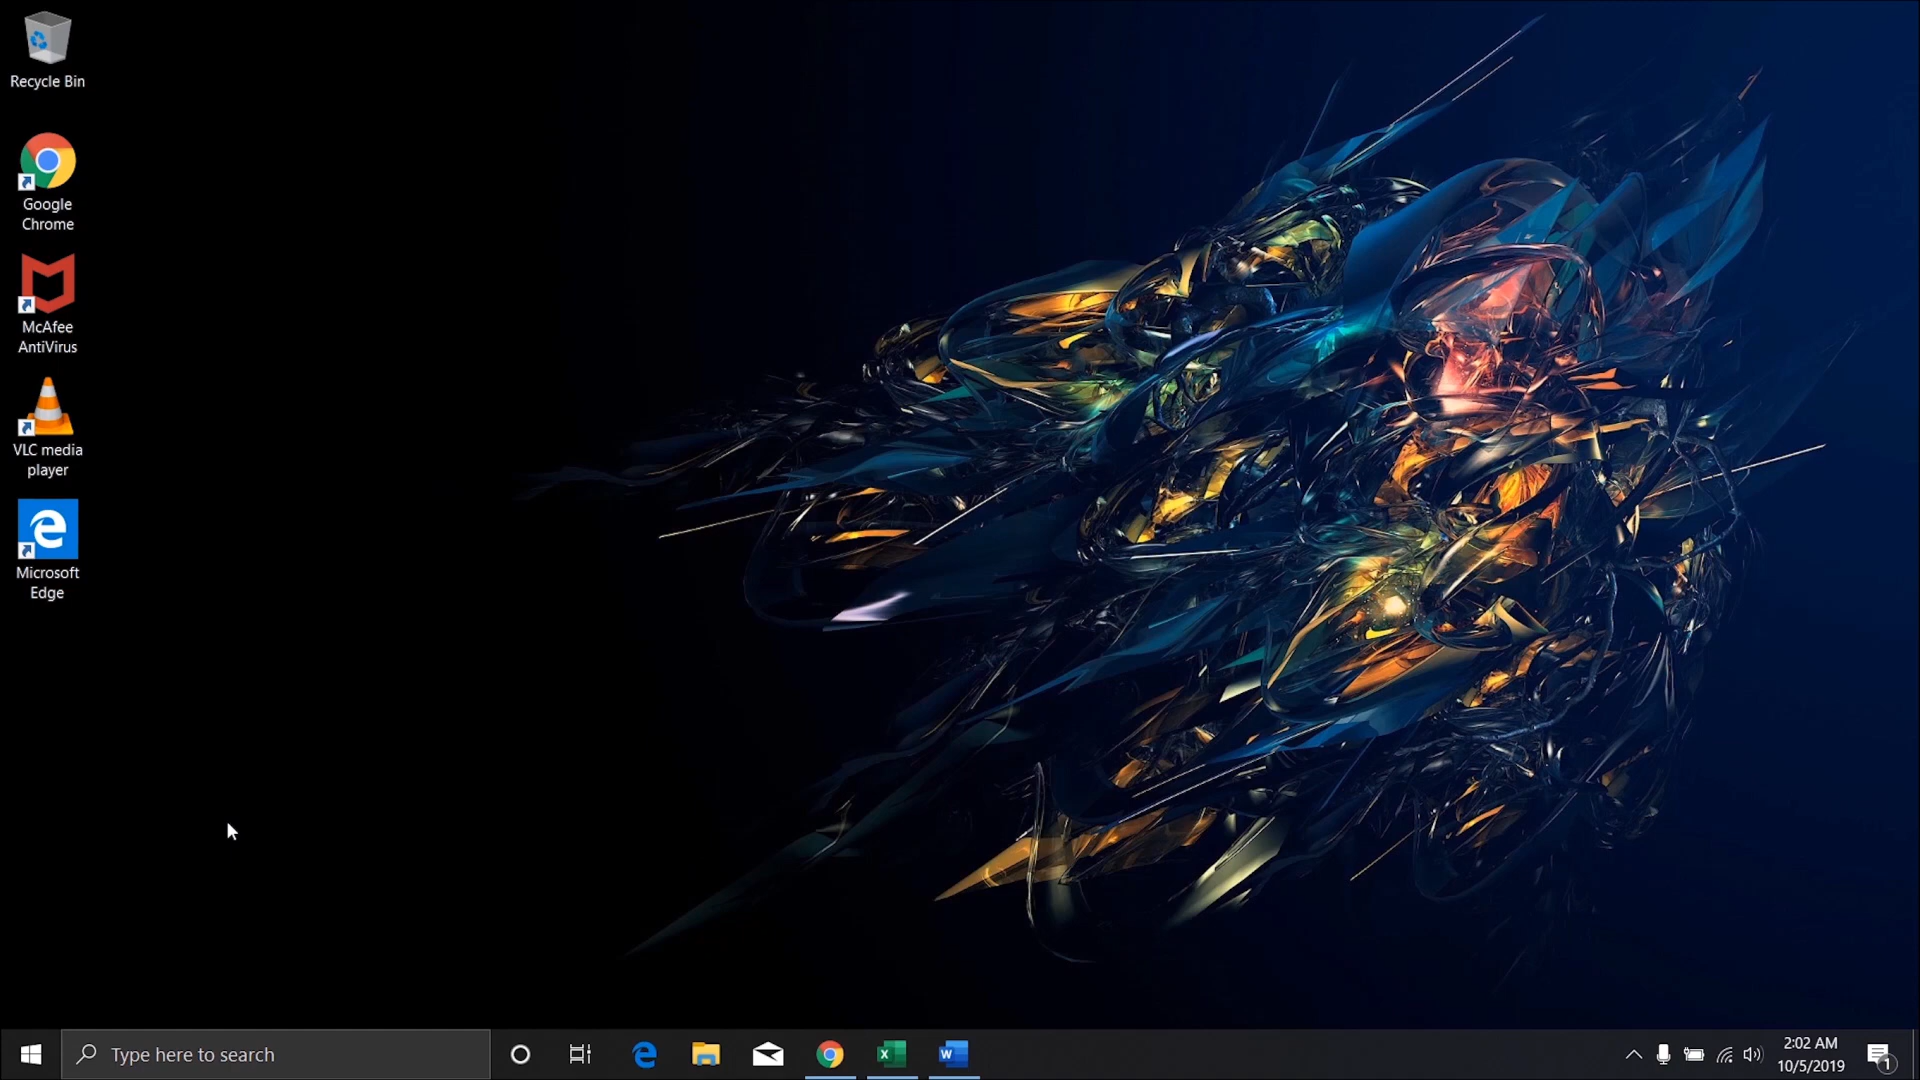 Recycle Bin
Google
Chrome
McAfee
AntiVirus
VLC media
player
Microsoft
Edge
Type here to search
2:02 AM
10/5/2019
1